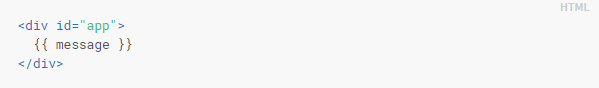 HTML
<div id="app">
  {{ message }}
</div>